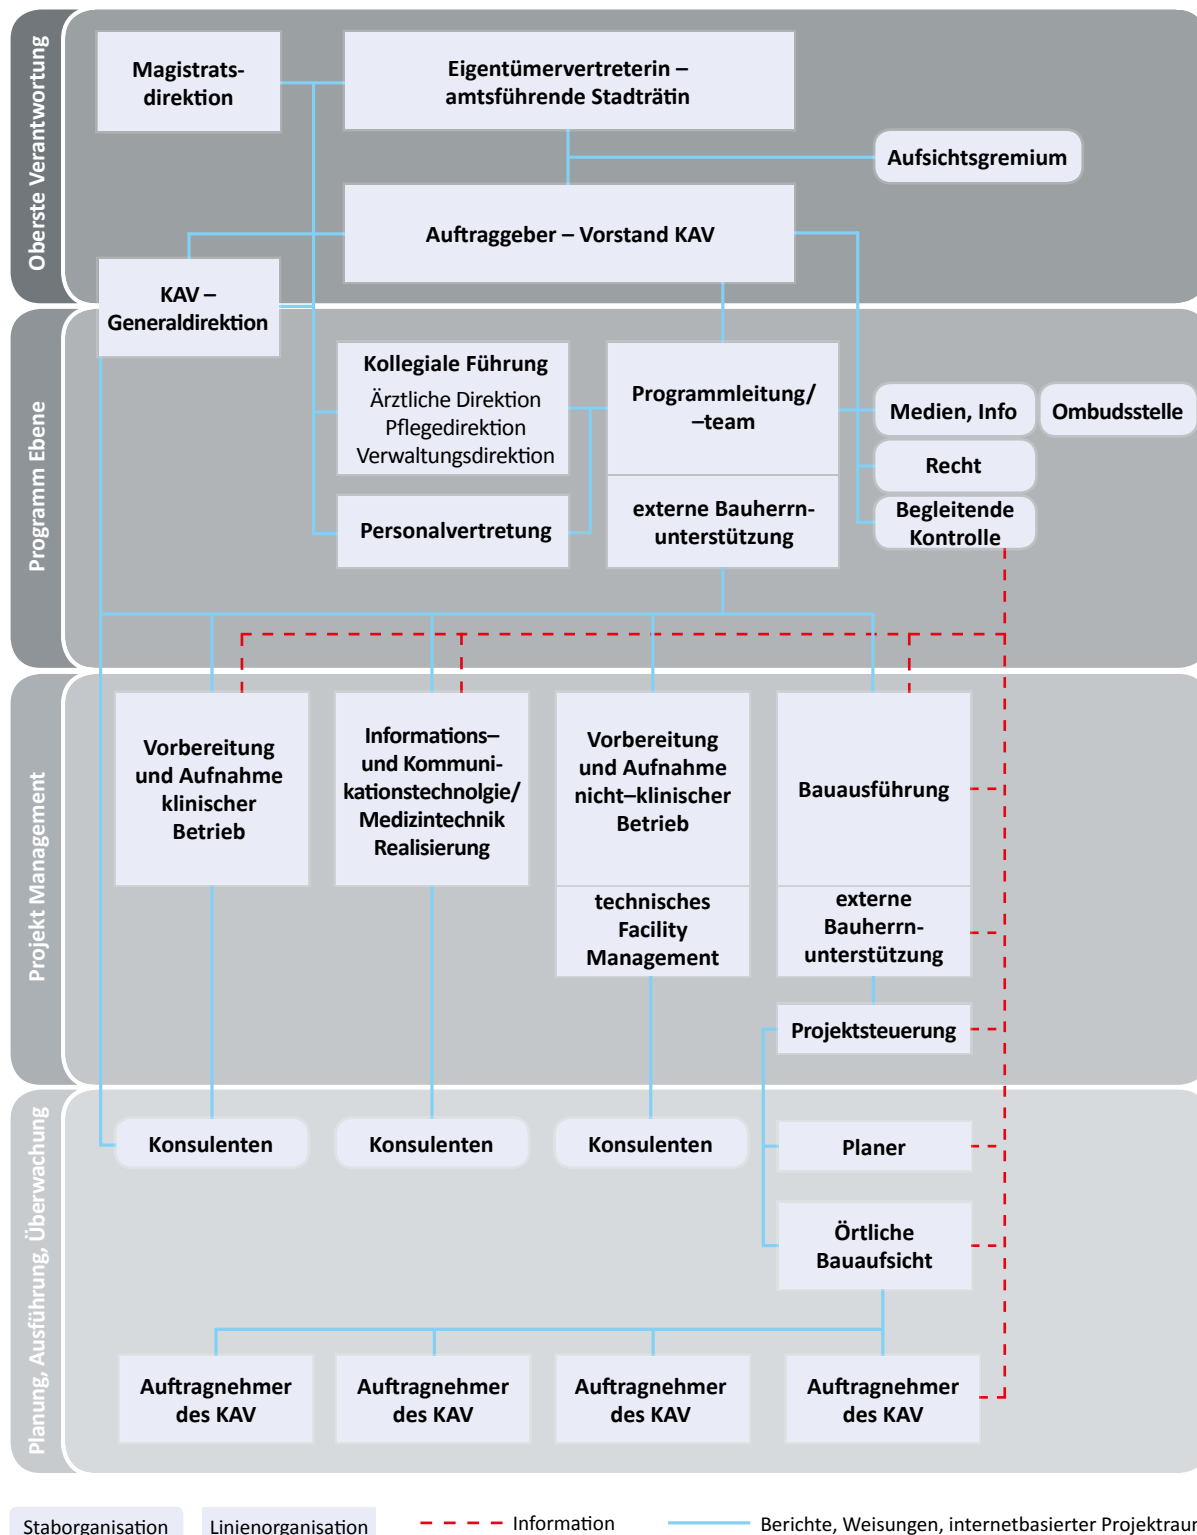 Oberste Verantwortung
Magistrats-
direktion
Eigentümervertreterin –
amtsführende Stadträtin
Aufsichtsgremium
Auftraggeber – Vorstand KAV
KAV –
Generaldirektion
Programm Ebene
Kollegiale Führung
Ärztliche Direktion
Pflegedirektion
Verwaltungsdirektion
Programmleitung/
–team
Medien, Info
Ombudsstelle
Recht
Personalvertretung
externe Bauherrn-
unterstützung
Begleitende
Kontrolle
Projekt Management
Vorbereitung
und Aufnahme
klinischer
Betrieb
Informations–
und Kommuni-
kationstechnolgie/
Medizintechnik
Realisierung
Vorbereitung
und Aufnahme
nicht–klinischer
Betrieb
Bauausführung
technisches
Facility
Management
externe
Bauherrn-
unterstützung
Projektsteuerung
Planung, Ausführung, Überwachung
Konsulenten
Konsulenten
Konsulenten
Planer
Örtliche
Bauaufsicht
Auftragnehmer
des KAV
Auftragnehmer
des KAV
Auftragnehmer
des KAV
Auftragnehmer
des KAV
Staborganisation
Linienorganisation
Information
Berichte, Weisungen, internetbasierter